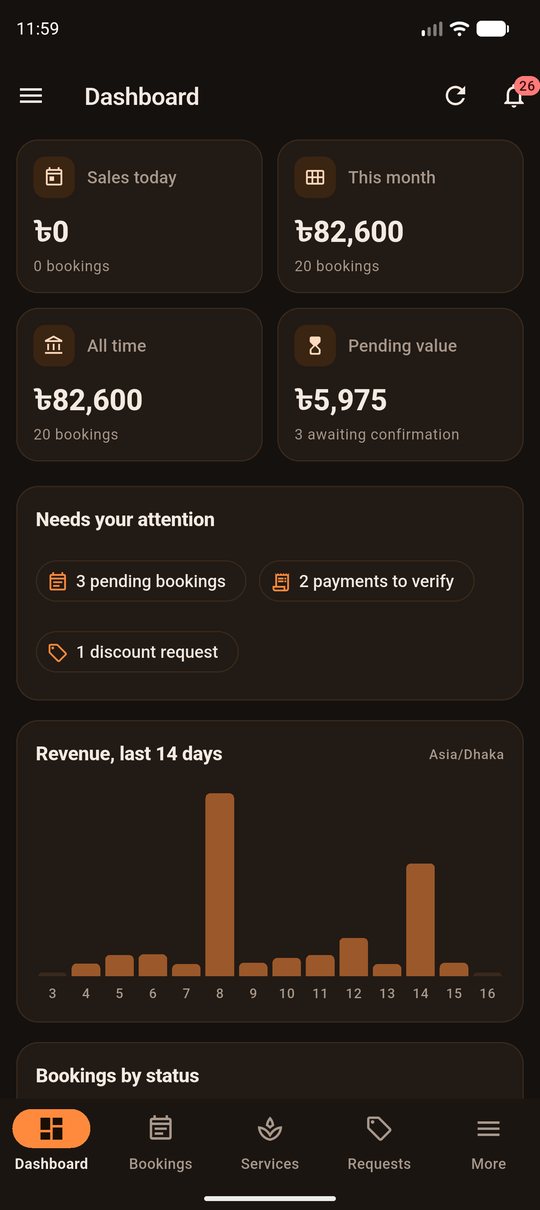 11:59
Dashboard
26
Sales today
৳0
0 bookings
This month
৳82,600
20 bookings
All time
৳82,600
20 bookings
Pending value
৳5,975
3 awaiting confirmation
Needs your attention
3 pending bookings
2 payments to verify
1 discount request
Revenue, last 14 days
Asia/Dhaka
3 4 5 6 7 8 9 10 11 12 13 14 15 16
Bookings by status
Dashboard
Bookings
Services
Requests
More